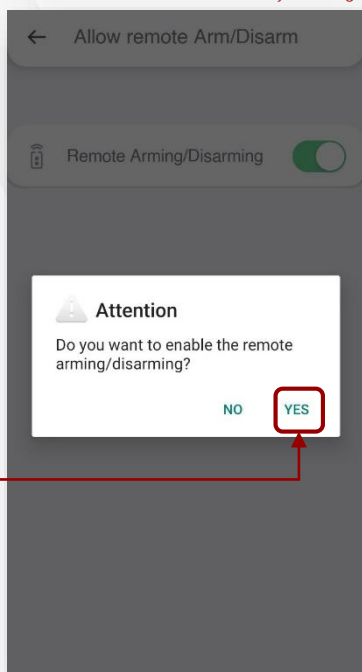 Allow remote Arm/Disarm
Remote Arming/Disarming
Attention
Do you want to enable the remote
arming/disarming?
NO YES